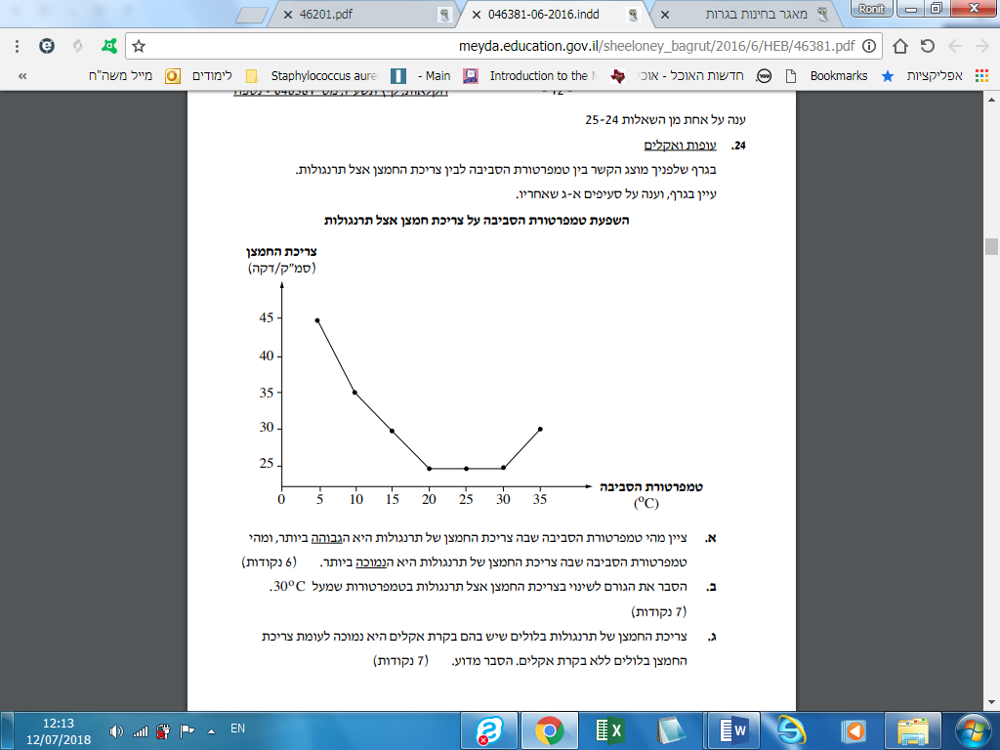 46201.pdf
046381-06-2016.indd
מאגר בחינות בגרות
Ronit
meyda.education.gov.il/sheeloney_bagrut/2016/6/HEB/46381.pdf
אפליקציות
Bookmarks
חדשות האוכל - אוכ
Introduction to the M
Main -
Staphylococcus aure
לימודים
מייל משה"ח
»
ענה על אחת מן השאלות 25-24
24. עופות ואקלים
בגרף שלפניך מוצג הקשר בין טמפרטורת הסביבה לבין צריכת החמצן אצל תרנגולות.
עיין בגרף, וענה על סעיפים א-ג שאחריו.
השפעת טמפרטורת הסביבה על צריכת חמצן אצל תרנגולות
צריכת החמצן
(סמ"ק/דקה)
45
40
35
30
25
0 5 10 15 20 25 30 35
טמפרטורת הסביבה
(°C)
א. ציין מהי טמפרטורת הסביבה שבה צריכת החמצן של תרנגולות היא הגבוהה ביותר, ומהי
טמפרטורת הסביבה שבה צריכת החמצן של תרנגולות היא הנמוכה ביותר. (6 נקודות)
ב. הסבר את הגורם לשינוי בצריכת החמצן אצל תרנגולות בטמפרטורות שמעל 30°C.
(7 נקודות)
ג. צריכת החמצן של תרנגולות בלולים שיש בהם בקרת אקלים היא נמוכה לעומת צריכת
החמצן בלולים ללא בקרת אקלים. הסבר מדוע. (7 נקודות)
12:13
12/07/2018
EN